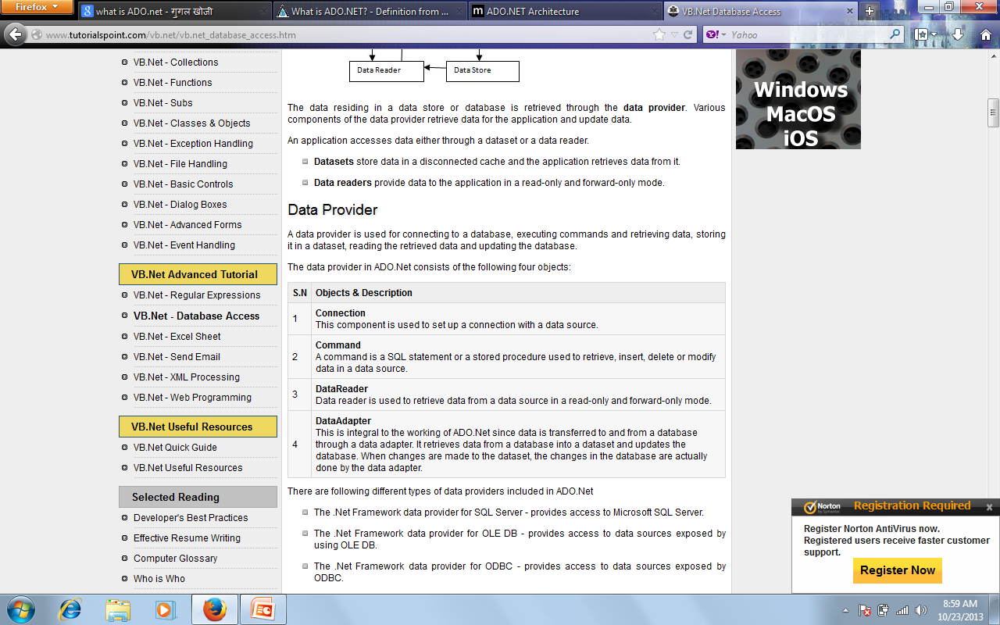 Firefox
what is ADO.net - गुगल खोजी
What is ADO.NET? - Definition from ...
ADO.NET Architecture
VB.Net Database Access
www.tutorialspoint.com/vb.net/vb.net_database_access.htm
Yahoo
VB.Net - Collections
VB.Net - Functions
VB.Net - Subs
VB.Net - Classes & Objects
VB.Net - Exception Handling
VB.Net - File Handling
VB.Net - Basic Controls
VB.Net - Dialog Boxes
VB.Net - Advanced Forms
VB.Net - Event Handling
VB.Net Advanced Tutorial
VB.Net - Regular Expressions
VB.Net - Database Access
VB.Net - Excel Sheet
VB.Net - Send Email
VB.Net - XML Processing
VB.Net - Web Programming
VB.Net Useful Resources
VB.Net Quick Guide
VB.Net Useful Resources
Selected Reading
Developer's Best Practices
Effective Resume Writing
Computer Glossary
Who is Who
Data Reader
Data Store
The data residing in a data store or database is retrieved through the data provider. Various
components of the data provider retrieve data for the application and update data.
An application accesses data either through a dataset or a data reader.
Datasets store data in a disconnected cache and the application retrieves data from it.
Data readers provide data to the application in a read-only and forward-only mode.
Data Provider
A data provider is used for connecting to a database, executing commands and retrieving data, storing
it in a dataset, reading the retrieved data and updating the database.
The data provider in ADO.Net consists of the following four objects:
S.N Objects & Description
1 Connection
This component is used to set up a connection with a data source.
2 Command
A command is a SQL statement or a stored procedure used to retrieve, insert, delete or modify
data in a data source.
3 DataReader
Data reader is used to retrieve data from a data source in a read-only and forward-only mode.
4 DataAdapter
This is integral to the working of ADO.Net since data is transferred to and from a database
through a data adapter. It retrieves data from a database into a dataset and updates the
database. When changes are made to the dataset, the changes in the database are actually
done by the data adapter.
There are following different types of data providers included in ADO.Net
The .Net Framework data provider for SQL Server - provides access to Microsoft SQL Server.
The .Net Framework data provider for OLE DB - provides access to data sources exposed by
using OLE DB.
The .Net Framework data provider for ODBC - provides access to data sources exposed by
ODBC.
Windows
MacOS
iOS
Norton
by Symantec
Registration Required
Register Norton AntiVirus now.
Registered users receive faster customer
support.
Register Now
8:59 AM
10/23/2013